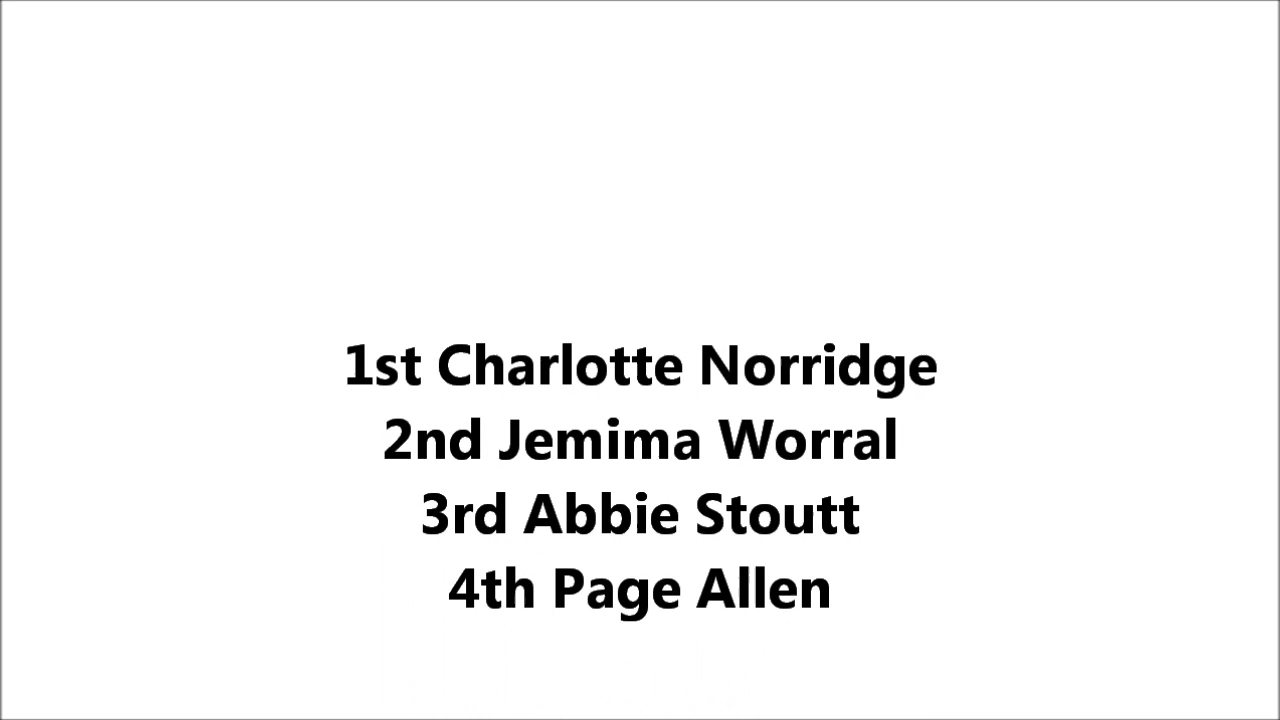 1st Charlotte Norridge
2nd Jemima Worral
3rd Abbie Stoutt
4th Page Allen